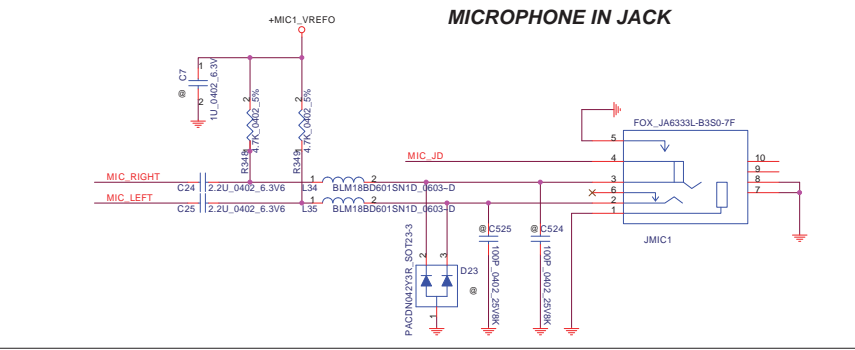 +MIC1_VREFO
MICROPHONE IN JACK
1
C7
@
2
1U_0402_6.3V
2
4.7K_0402_5%
R348
1
2
4.7K_0402_5%
R349
1
FOX_JA6333L-B3S0-7F
5
MIC_JD
4
10
9
MIC_RIGHT
C24
2.2U_0402_6.3V6
1
2
L34
BLM18BD601SN1D_0603~D
3
8
6
7
MIC_LEFT
C25
2.2U_0402_6.3V6
1
2
L35
BLM18BD601SN1D_0603~D
2
1
JMIC1
PACDN042Y3R_SOT23-3
2
3
D23
@
1
@
C525
100P_0402_25V8K
@
C524
100P_0402_25V8K